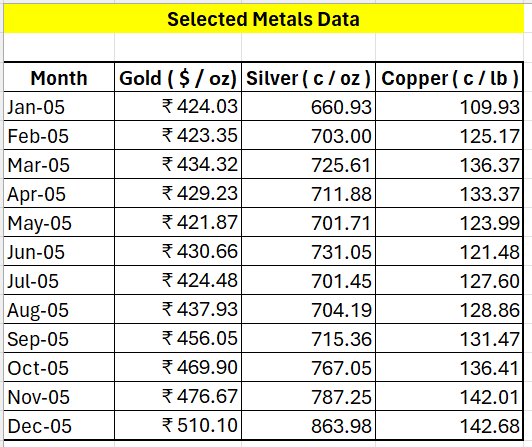 Selected Metals Data
Month Gold ( $ / oz) Silver ( c / oz ) Copper ( c / lb )
Jan-05 ₹ 424.03 660.93 109.93
Feb-05 ₹ 423.35 703.00 125.17
Mar-05 ₹ 434.32 725.61 136.37
Apr-05 ₹ 429.23 711.88 133.37
May-05 ₹ 421.87 701.71 123.99
Jun-05 ₹ 430.66 731.05 121.48
Jul-05 ₹ 424.48 701.45 127.60
Aug-05 ₹ 437.93 704.19 128.86
Sep-05 ₹ 456.05 715.36 131.47
Oct-05 ₹ 469.90 767.05 136.41
Nov-05 ₹ 476.67 787.25 142.01
Dec-05 ₹ 510.10 863.98 142.68